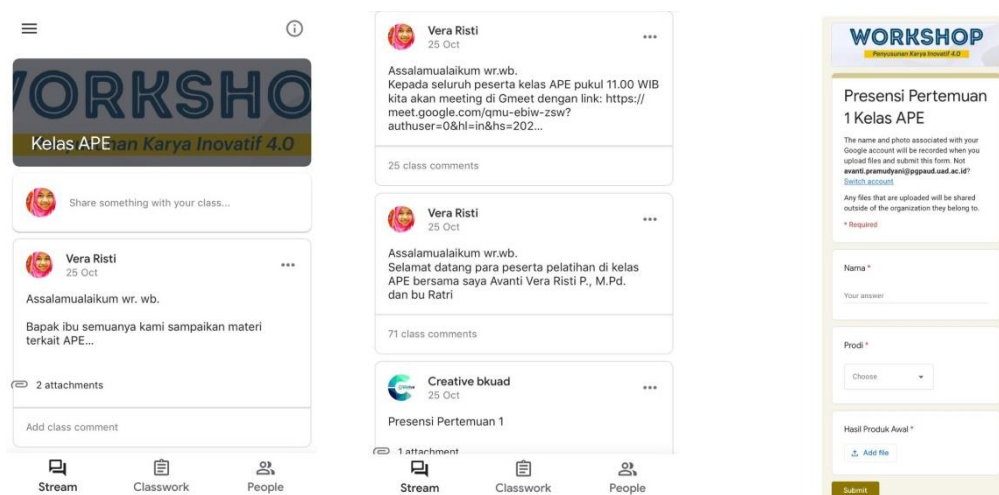 WORKSHO
an Karya Inovatif 4.0
Kelas APE
Share something with your class...
Vera Risti
25 Oct
Assalamualaikum wr. wb.
Bapak ibu semuanya kami sampaikan materi
terkait APE...
2 attachments
Add class comment
Stream
Classwork
People
Vera Risti
25 Oct
Assalamualaikum wr.wb.
Kepada seluruh peserta kelas APE pukul 11.00 WIB
kita akan meeting di Gmeet dengan link: https://
meet.google.com/qmu-ebiw-zsw?
authuser=0&hl=in&hs=202...
25 class comments
Vera Risti
25 Oct
Assalamualaikum wr.wb.
Selamat datang para peserta pelatihan di kelas
APE bersama saya Avanti Vera Risti P., M.Pd.
dan bu Ratri
71 class comments
Creative bkuad
25 Oct
Presensi Pertemuan 1
1 attachment
Stream
Classwork
People
WORKSHOP
Penyusunan Karya Inovatif 4.0
Presensi Pertemuan
1 Kelas APE
The name and photo associated with your
Google account will be recorded when you
upload files and submit this form. Not
avanti.pramudyani@pgpaud.uad.ac.id?
Switch account
Any files that are uploaded will be shared
outside of the organization they belong to.
* Required
Nama *
Your answer
Prodi *
Choose
Hasil Produk Awal *
Add file
Submit